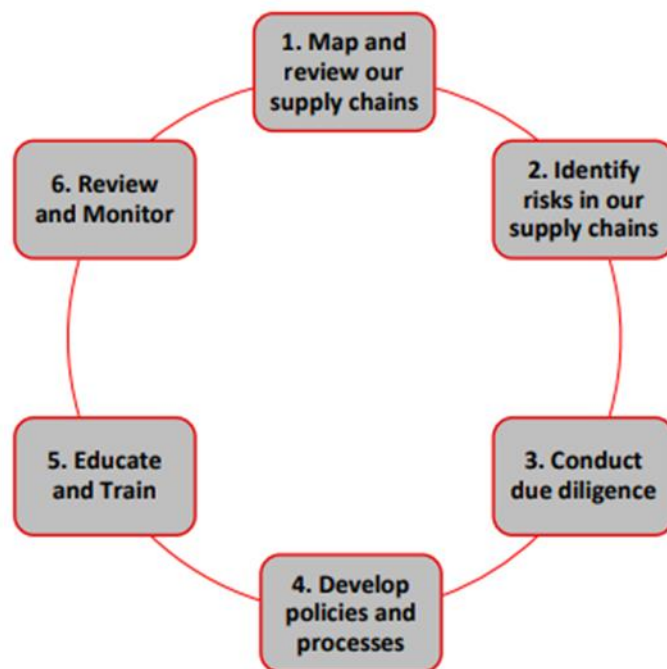 1. Map and
review our
supply chains
2. Identify
risks in our
supply chains
3. Conduct
due diligence
4. Develop
policies and
processes
5. Educate
and Train
6. Review
and Monitor